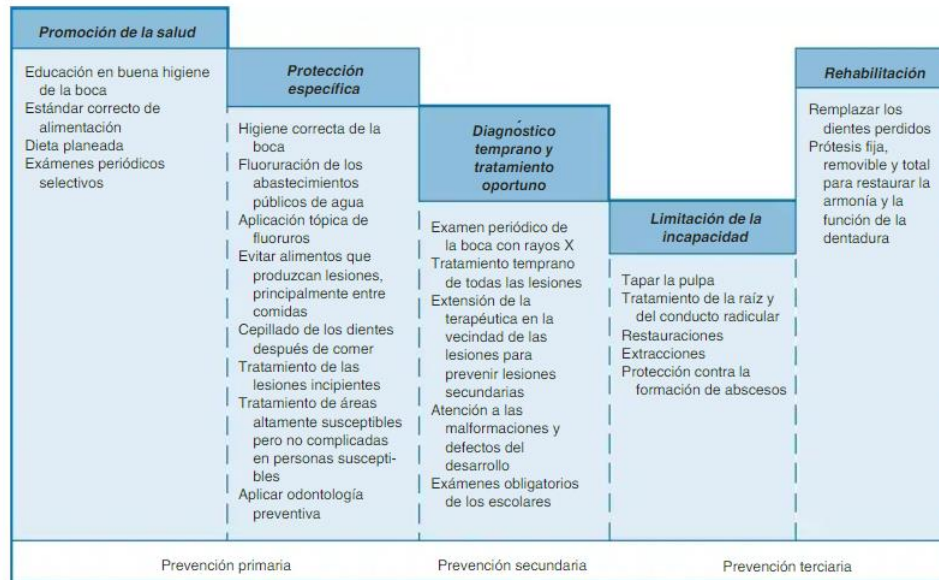 Promoción de la salud
Educación en buena higiene
de la boca
Estándar correcto de
alimentación
Dieta planeada
Exámenes periódicos
selectivos
Protección
específica
Higiene correcta de la
boca
Fluoruración de los
abastecimientos
públicos de agua
Aplicación tópica de
fluoruros
Evitar alimentos que
produzcan lesiones,
principalmente entre
comidas
Cepillado de los dientes
después de comer
Tratamiento de las
lesiones incipientes
Tratamiento de áreas
altamente susceptibles
pero no complicadas
en personas suscepti-
bles
Aplicar odontología
preventiva
Diagnóstico
temprano y
tratamiento
oportuno
Examen periódico de
la boca con rayos X
Tratamiento temprano
de todas las lesiones
Extensión de la
terapéutica en la
vecindad de las
lesiones para
prevenir lesiones
secundarias
Atención a las
malformaciones y
defectos del
desarrollo
Exámenes obligatorios
de los escolares
Limitación de la
incapacidad
Tapar la pulpa
Tratamiento de la raíz y
del conducto radicular
Restauraciones
Extracciones
Protección contra la
formación de abscesos
Rehabilitación
Remplazar los
dientes perdidos
Prótesis fija,
removible y total
para restaurar la
armonía y la
función de la
dentadura
Prevención primaria
Prevención secundaria
Prevención terciaria